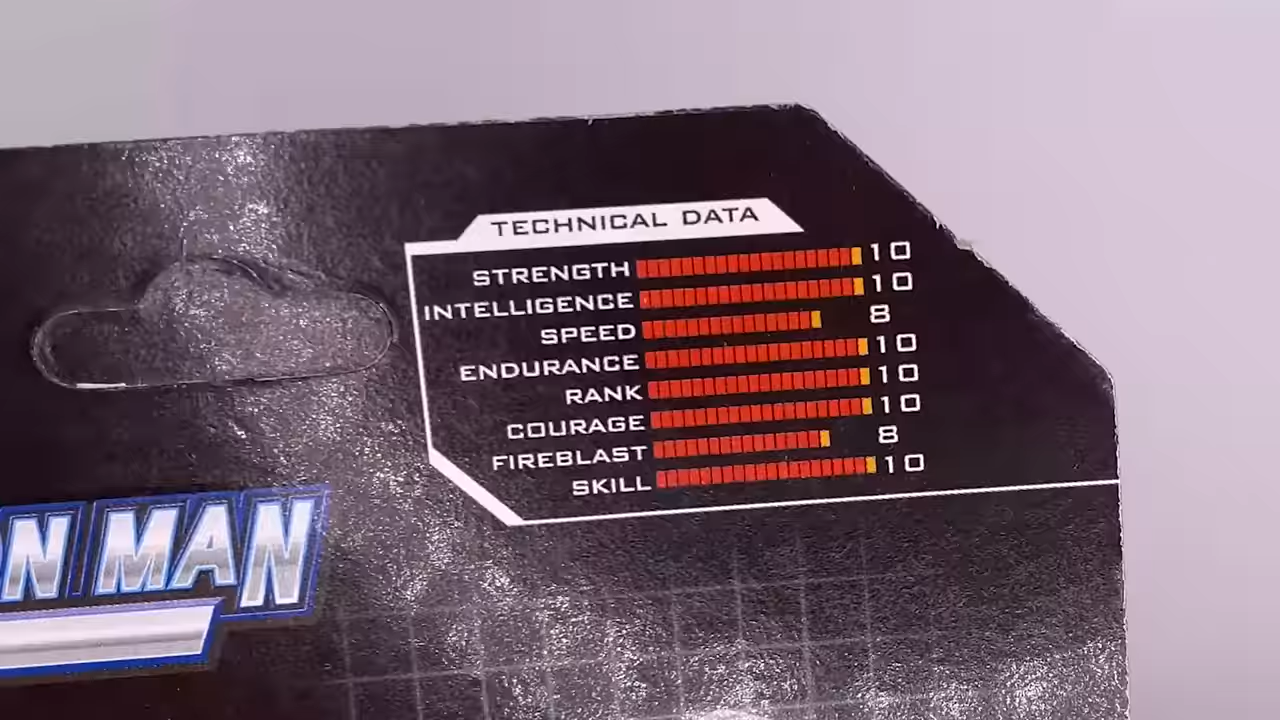 TECHNICAL DATA
STRENGTH 10
INTELLIGENCE 10
SPEED 8
ENDURANCE 10
RANK 10
COURAGE 10
FIREBLAST 8
SKILL 10
N MAN